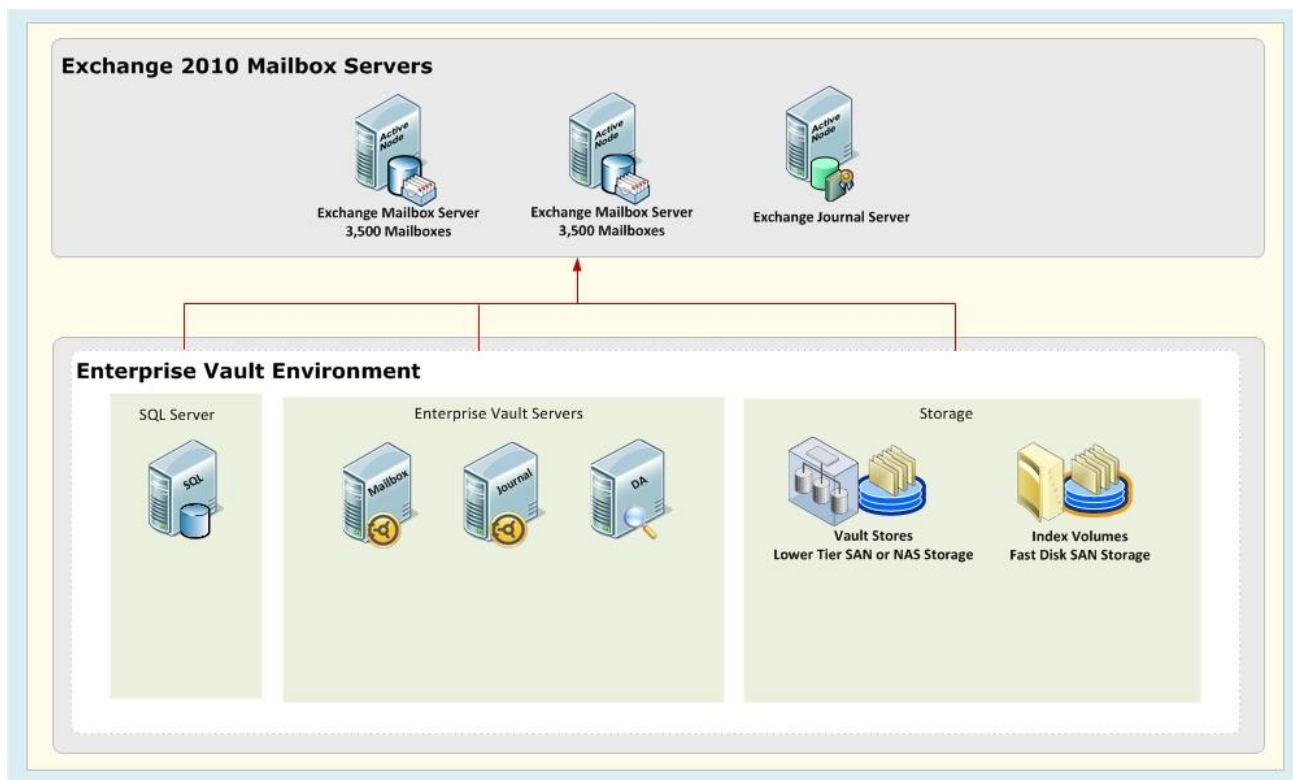 Exchange 2010 Mailbox Servers
Active
Node
Active
Node
Active
Node
Exchange Mailbox Server
3,500 Mailboxes
Exchange Mailbox Server
3,500 Mailboxes
Exchange Journal Server
Enterprise Vault Environment
SQL Server
Enterprise Vault Servers
Storage
SQL
Mailbox
Journal
DA
Vault Stores
Lower Tier SAN or NAS Storage
Index Volumes
Fast Disk SAN Storage